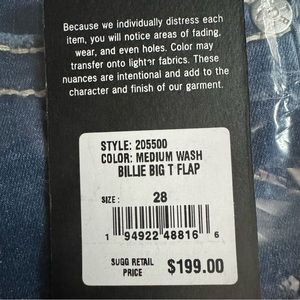 Because we individually distress each
item, you will notice areas of fading,
wear, and even holes. Color may
transfer onto lighter fabrics. These
nuances are intentional and add to the
character and finish of our garment.
STYLE: 205500
COLOR: MEDIUM WASH
BILLIE BIG T FLAP
SIZE: 28
1 94922 48816 6
SUGG RETAIL
PRICE $199.00